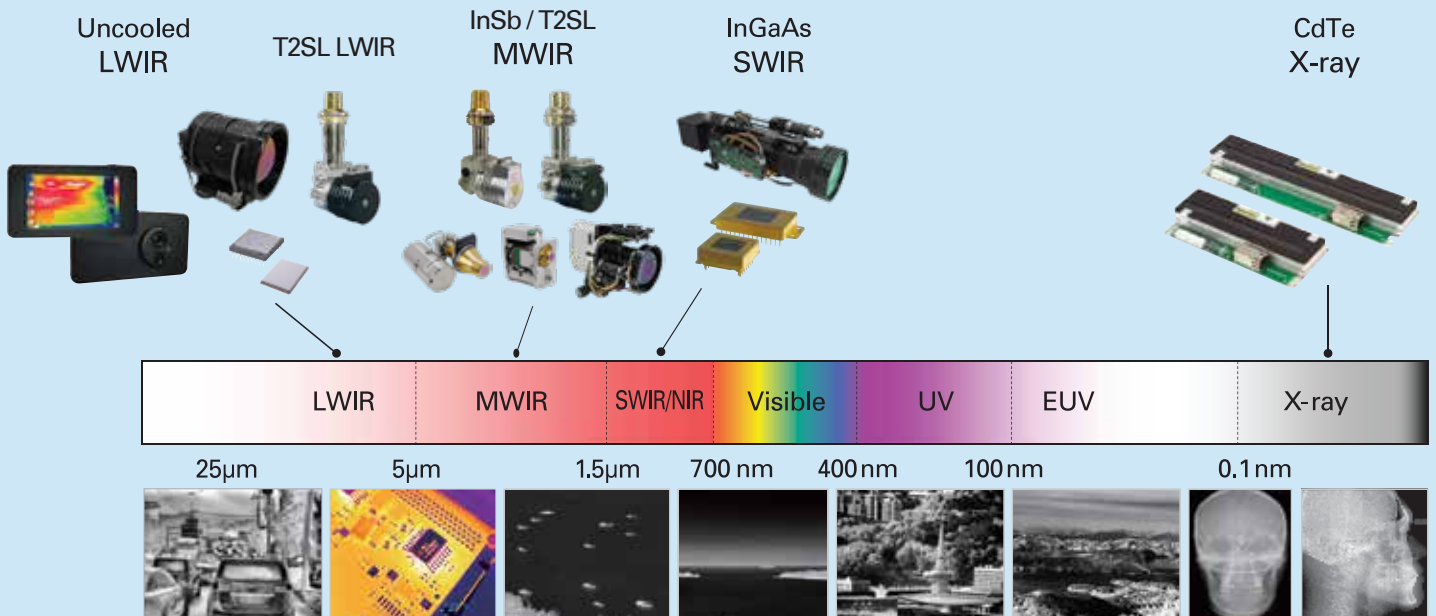 Uncooled
LWIR
T2SL LWIR
InSb / T2SL
MWIR
InGaAs
SWIR
CdTe
X-ray
LWIR
MWIR
SWIR/NIR
Visible
UV
EUV
X-ray
25µm
5µm
1.5µm
700 nm
400 nm
100 nm
0.1 nm